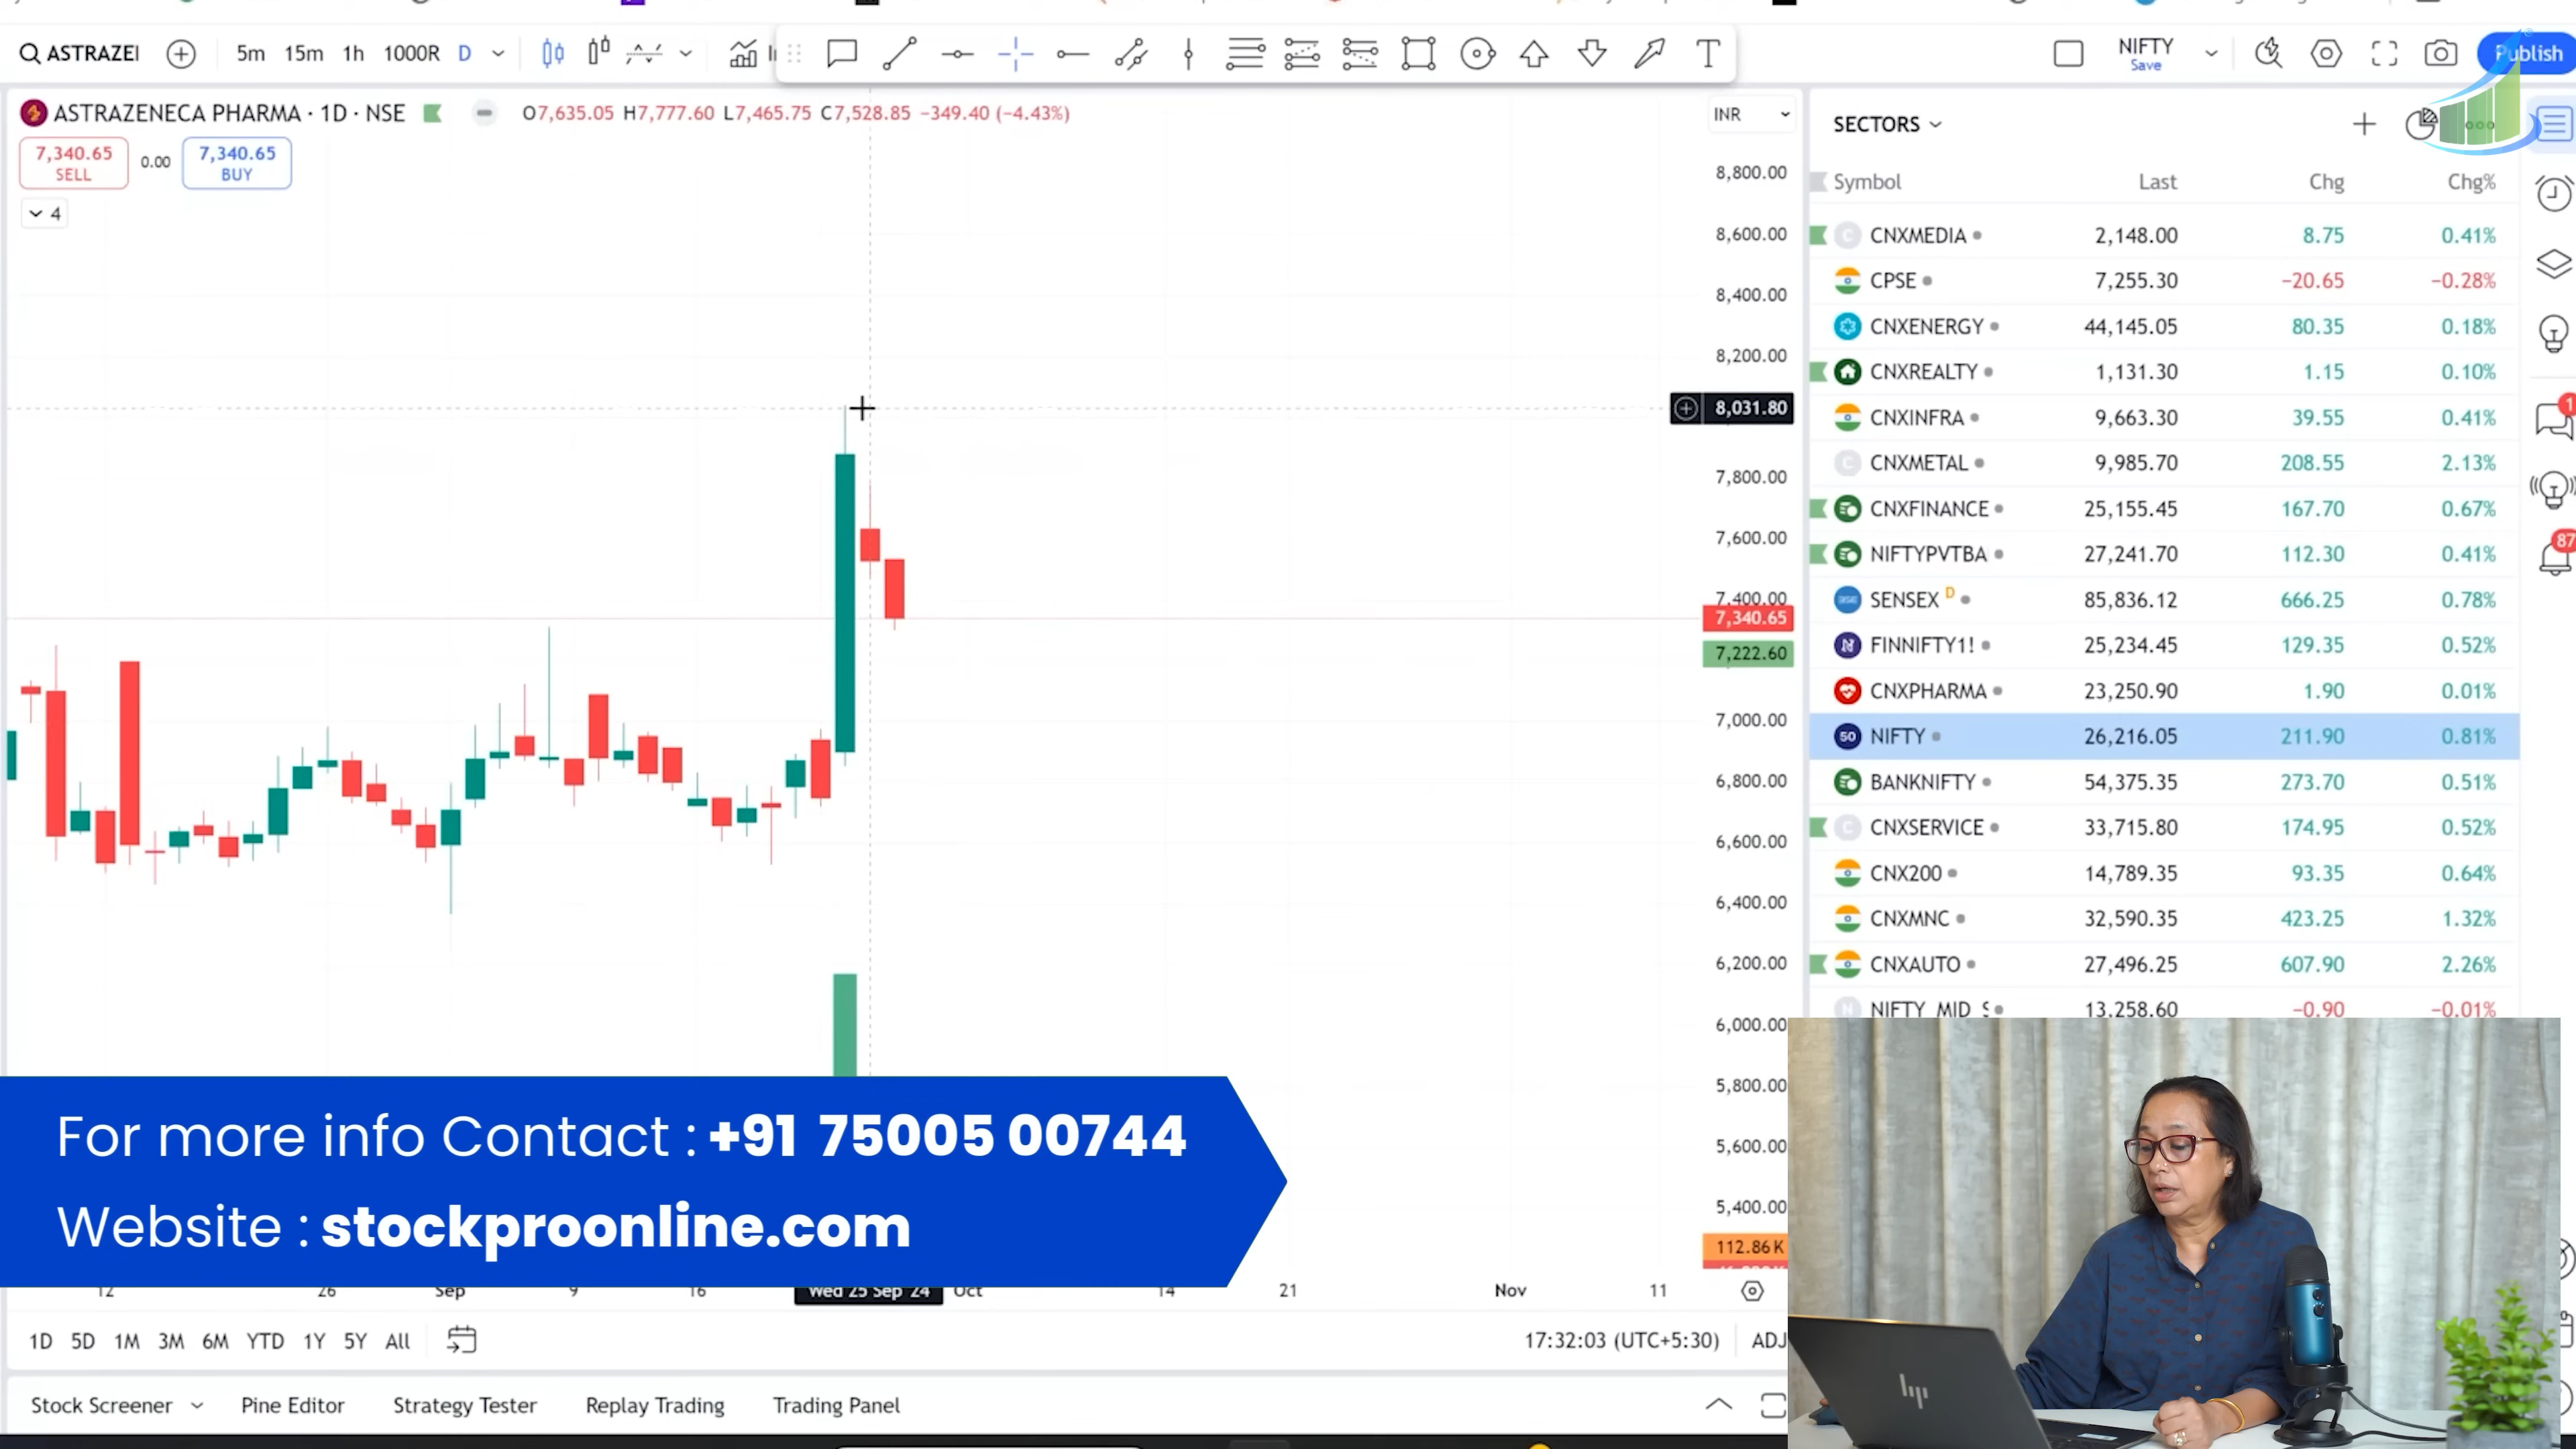 ASTRAZEI 5m 15m 1h 1000R D NIFTY Save Publish
ASTRAZENECA PHARMA · 1D · NSE O7,635.05 H7,777.60 L7,465.75 C7,528.85 −349.40 (−4.43%) INR
7,340.65 SELL 0.00 7,340.65 BUY
4
8,800.00
8,600.00
8,400.00
8,200.00
8,031.80
7,800.00
7,600.00
7,400.00
7,340.65
7,222.60
7,000.00
6,800.00
6,600.00
6,400.00
6,200.00
6,000.00
5,800.00
5,600.00
5,400.00
112.86 K
SECTORS
Symbol Last Chg Chg%
CNXMEDIA 2,148.00 8.75 0.41%
CPSE 7,255.30 −20.65 −0.28%
CNXENERGY 44,145.05 80.35 0.18%
CNXREALTY 1,131.30 1.15 0.10%
CNXINFRA 9,663.30 39.55 0.41%
CNXMETAL 9,985.70 208.55 2.13%
CNXFINANCE 25,155.45 167.70 0.67%
NIFTYPVTBA 27,241.70 112.30 0.41%
SENSEX D 85,836.12 666.25 0.78%
FINNIFTY1! 25,234.45 129.35 0.52%
CNXPHARMA 23,250.90 1.90 0.01%
50 NIFTY 26,216.05 211.90 0.81%
BANKNIFTY 54,375.35 273.70 0.51%
CNXSERVICE 33,715.80 174.95 0.52%
CNX200 14,789.35 93.35 0.64%
CNXMNC 32,590.35 423.25 1.32%
CNXAUTO 27,496.25 607.90 2.26%
NIFTY_MID_S 13,258.60 −0.90 −0.01%
1
87
For more info Contact : +91 75005 00744
Website : stockproonline.com
12 26 Sep 9 16 Wed 25 Sep '24 Oct 14 21 Nov 11
1D 5D 1M 3M 6M YTD 1Y 5Y All 17:32:03 (UTC+5:30) ADJ
Stock Screener Pine Editor Strategy Tester Replay Trading Trading Panel
hp